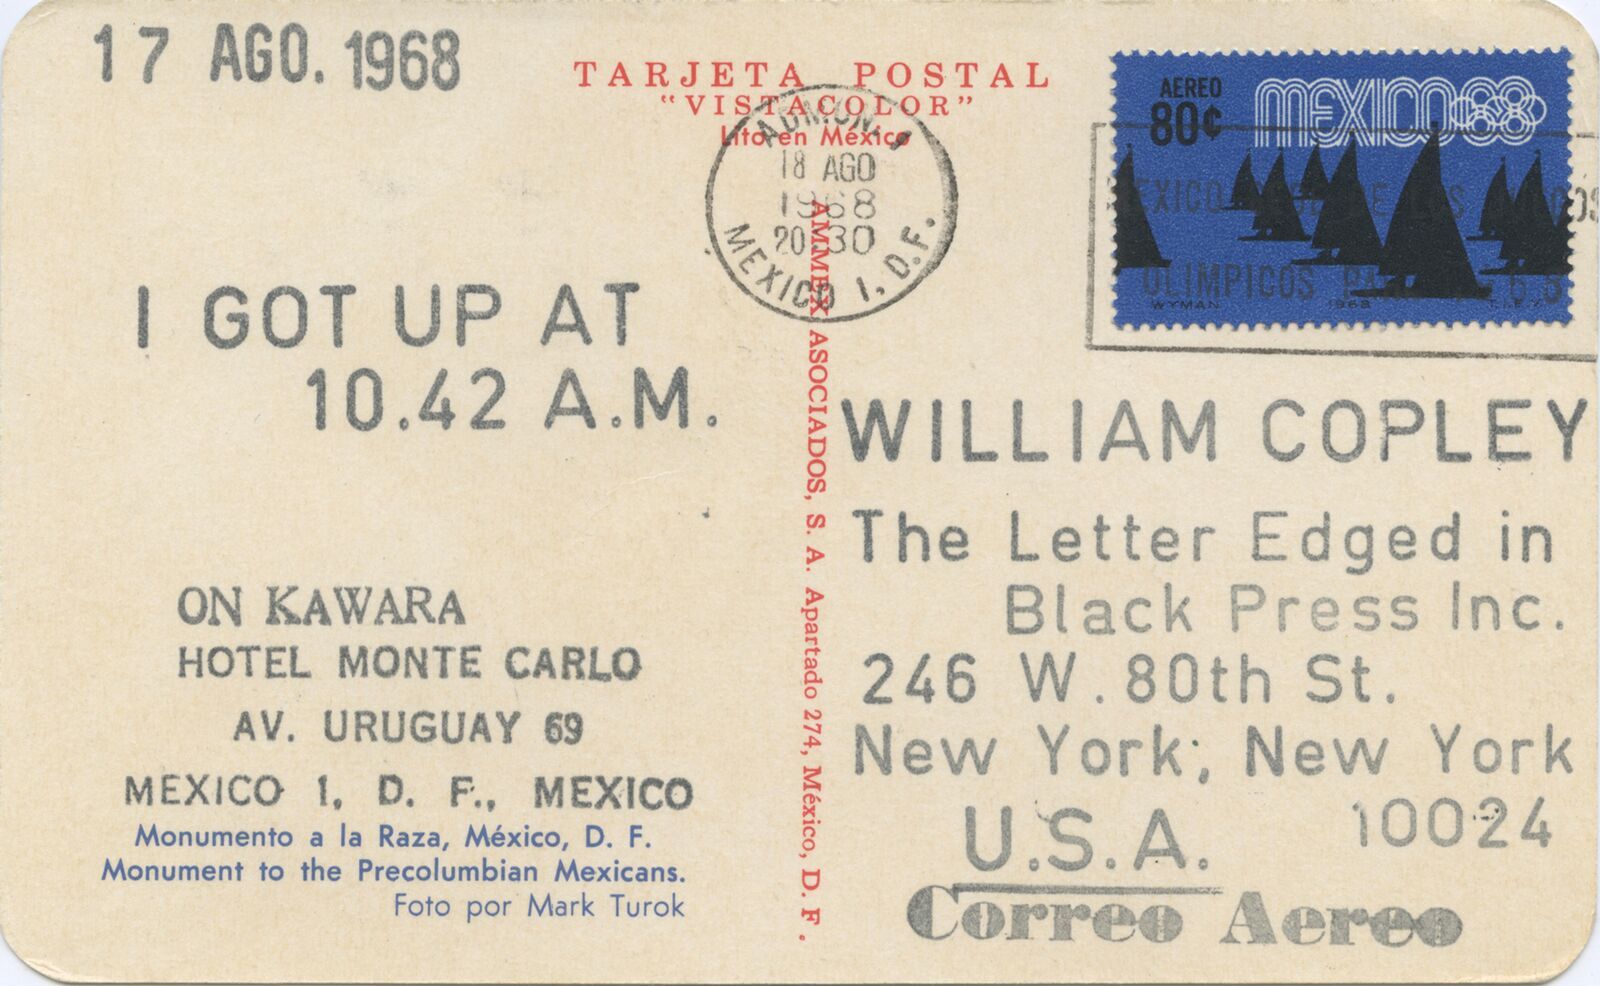 17 AGO. 1968
TARJETA POSTAL
"VISTACOLOR"
Lito en México
ADMON. 1
18 AGO
1968
20.30
MEXICO 1, D.F.
AEREO
80¢
MEXICO68
OLIMPICOS
WYMAN 1968 T.I.E.V.
I GOT UP AT
10.42 A.M.
ON KAWARA
HOTEL MONTE CARLO
AV. URUGUAY 69
MEXICO 1, D. F., MEXICO
Monumento a la Raza, México, D. F.
Monument to the Precolumbian Mexicans.
Foto por Mark Turok
AMMEX ASOCIADOS, S. A. Apartado 274, México, D. F.
WILLIAM COPLEY
The Letter Edged in
Black Press Inc.
246 W. 80th St.
New York; New York
U.S.A. 10024
Correo Aereo